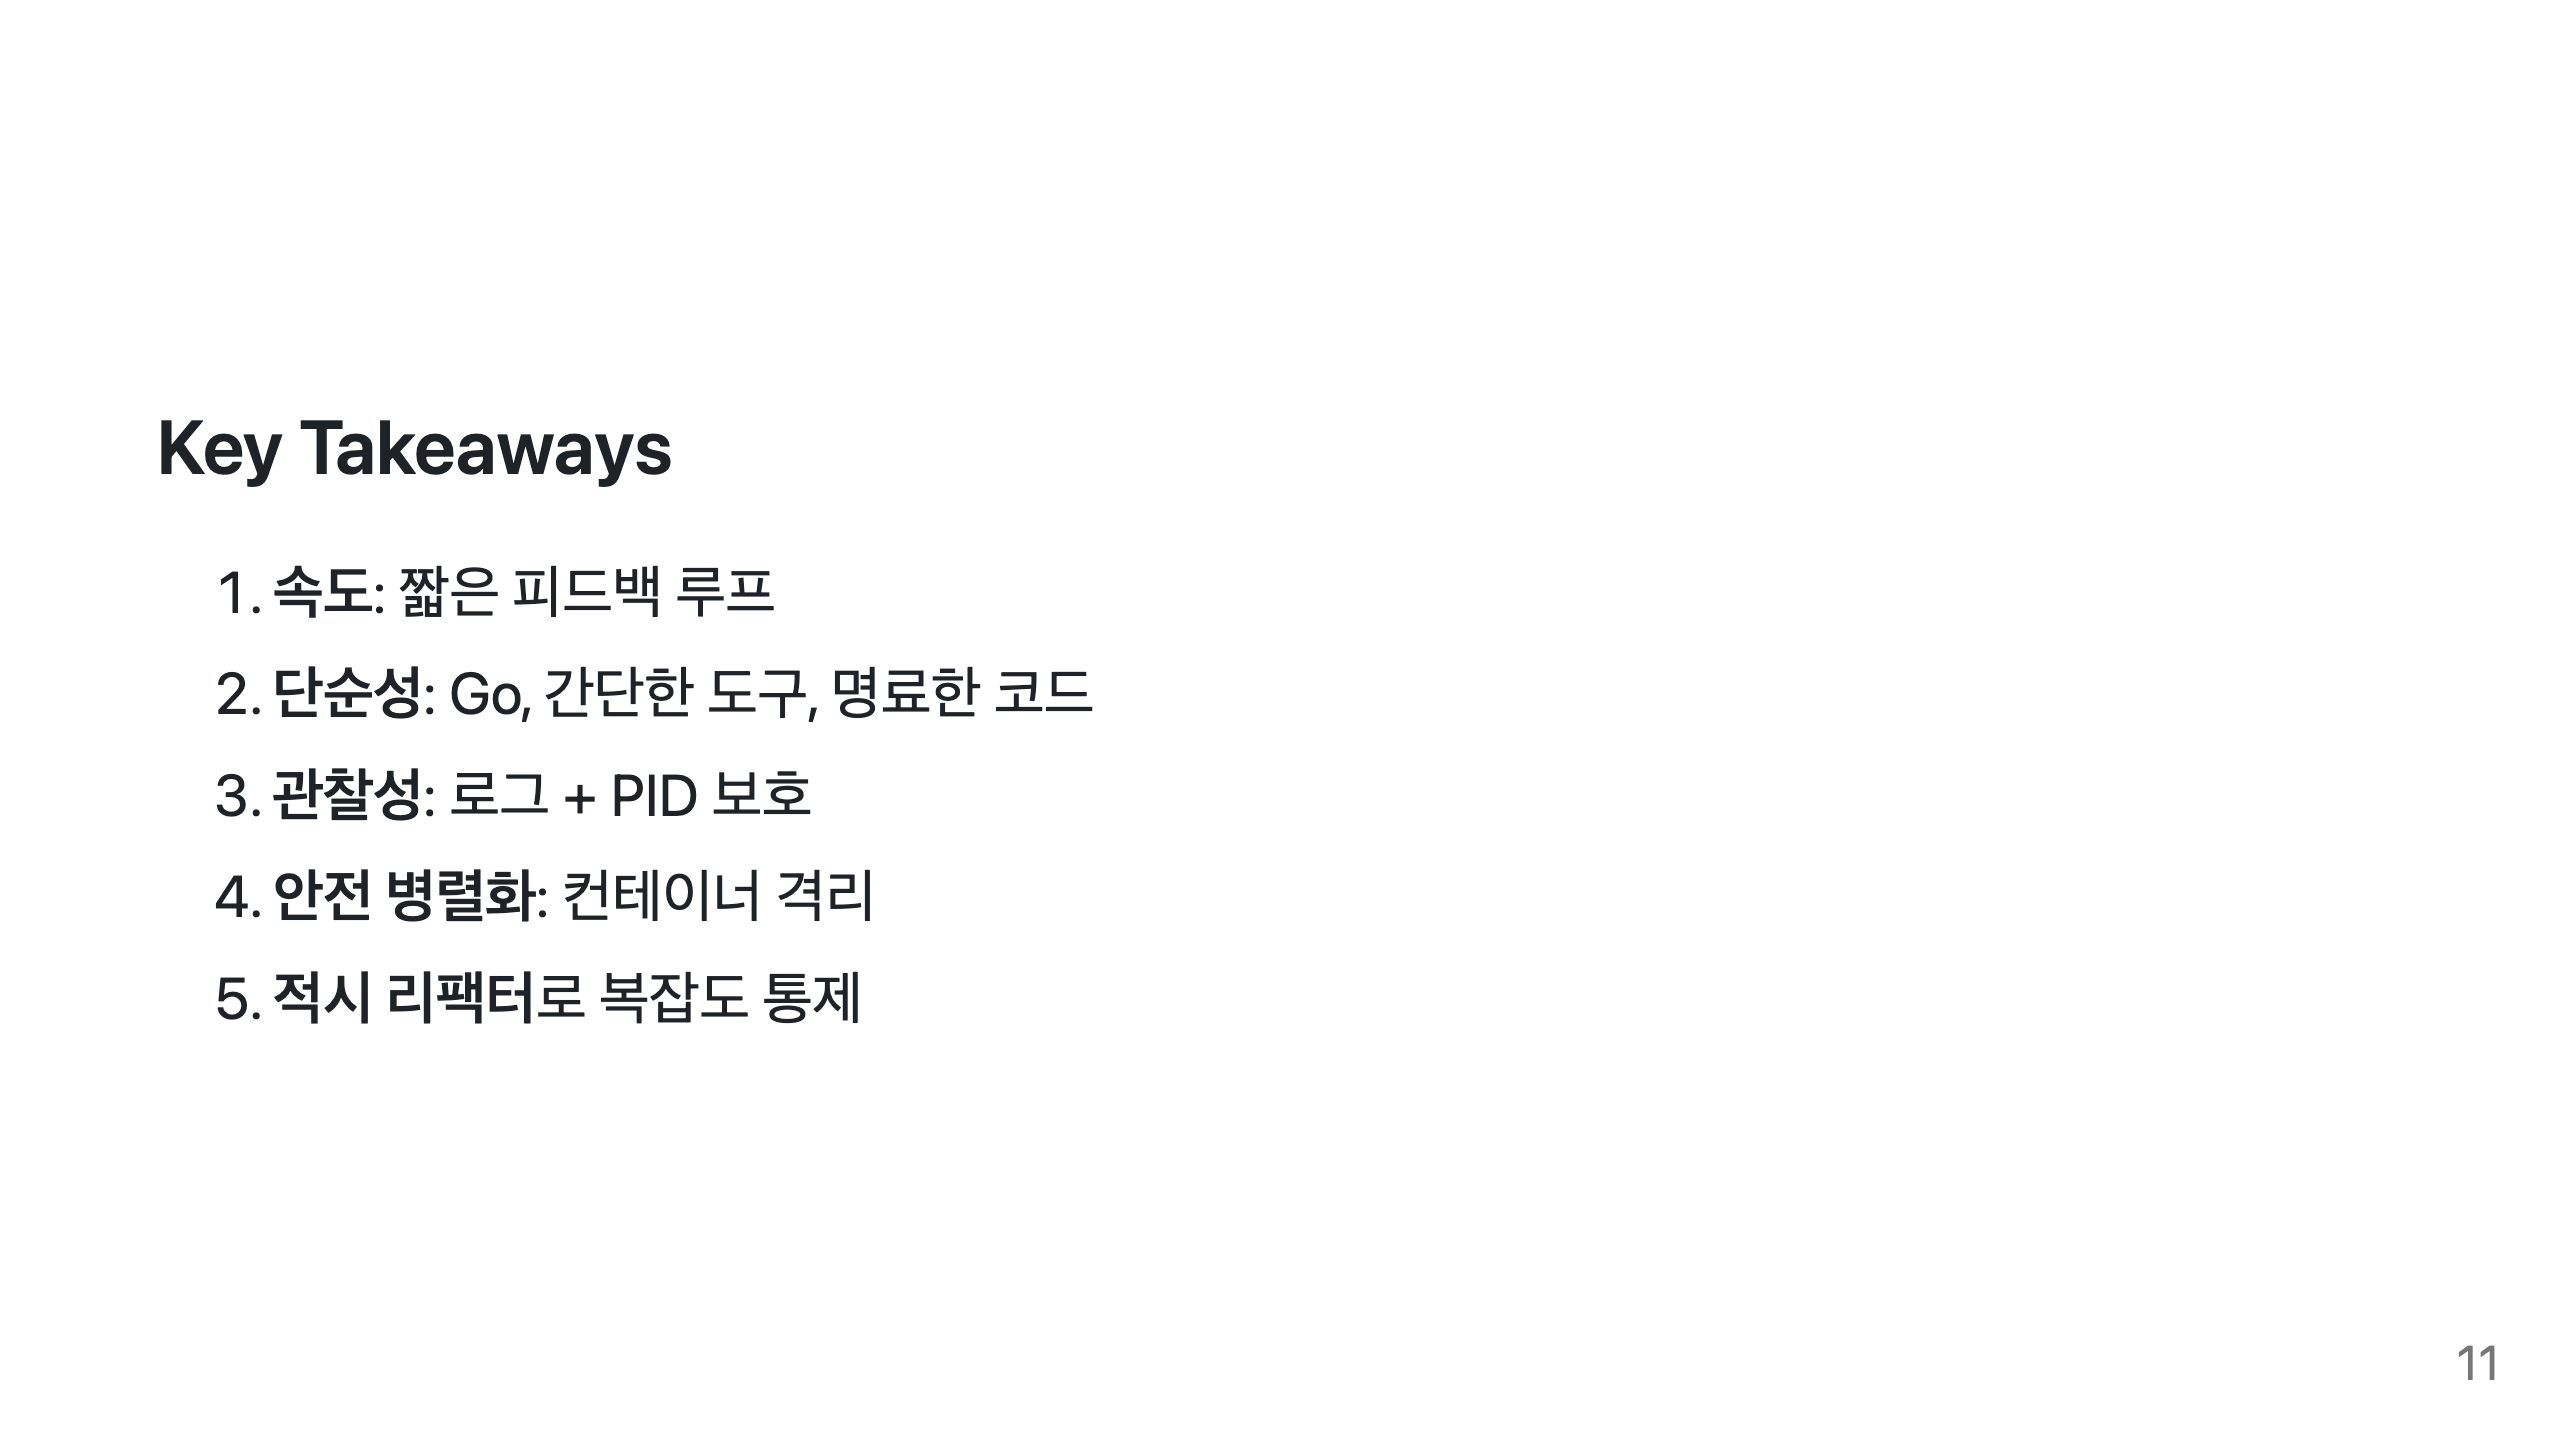 Key Takeaways
1. 속도: 짧은 피드백 루프
2. 단순성: Go, 간단한 도구, 명료한 코드
3. 관찰성: 로그 + PID 보호
4. 안전 병렬화: 컨테이너 격리
5. 적시 리팩터로 복잡도 통제
11